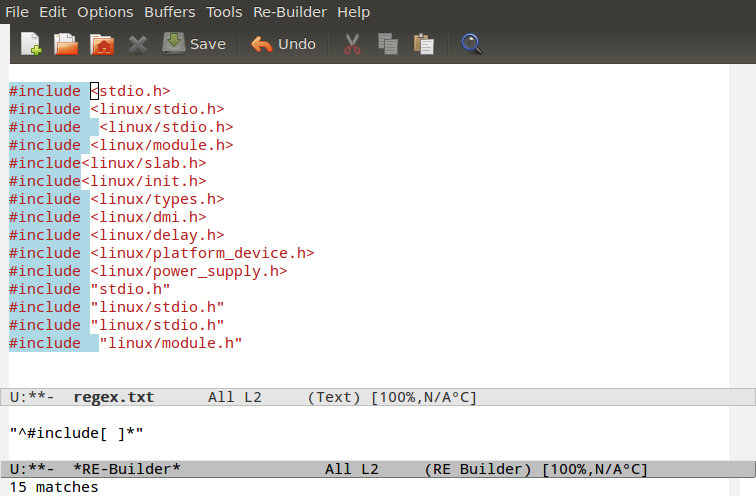 File Edit Options Buffers Tools Re-Builder Help
Save Undo
#include <stdio.h>
#include <linux/stdio.h>
#include  <linux/stdio.h>
#include <linux/module.h>
#include<linux/slab.h>
#include<linux/init.h>
#include <linux/types.h>
#include <linux/dmi.h>
#include <linux/delay.h>
#include <linux/platform_device.h>
#include <linux/power_supply.h>
#include "stdio.h"
#include "linux/stdio.h"
#include "linux/stdio.h"
#include  "linux/module.h"
U:**-  regex.txt      All L2     (Text) [100%,N/A°C]
"^#include[ ]*"
U:**-  *RE-Builder*                All L2     (RE Builder) [100%,N/A°C]
15 matches